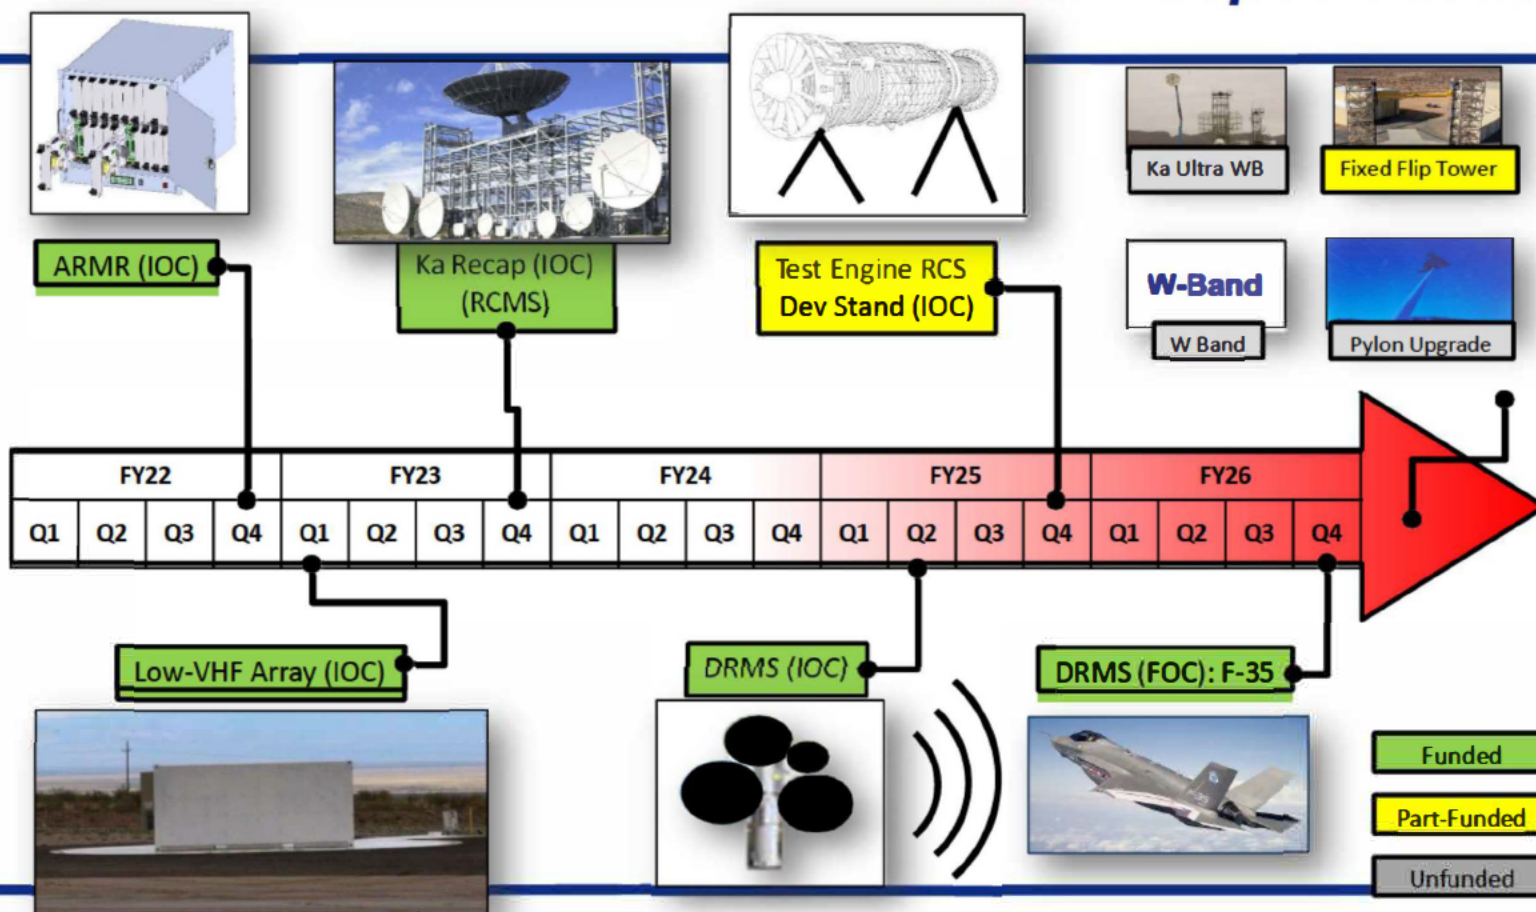 Ka Ultra WB
Fixed Flip Tower
ARMR (IOC)
Ka Recap (IOC)
(RCMS)
Test Engine RCS
Dev Stand (IOC)
W-Band
W Band
Pylon Upgrade
FY22 FY23 FY24 FY25 FY26
Q1 Q2 Q3 Q4 Q1 Q2 Q3 Q4 Q1 Q2 Q3 Q4 Q1 Q2 Q3 Q4 Q1 Q2 Q3 Q4
Low-VHF Array (IOC)
DRMS (IOC)
DRMS (FOC): F-35
Funded
Part-Funded
Unfunded